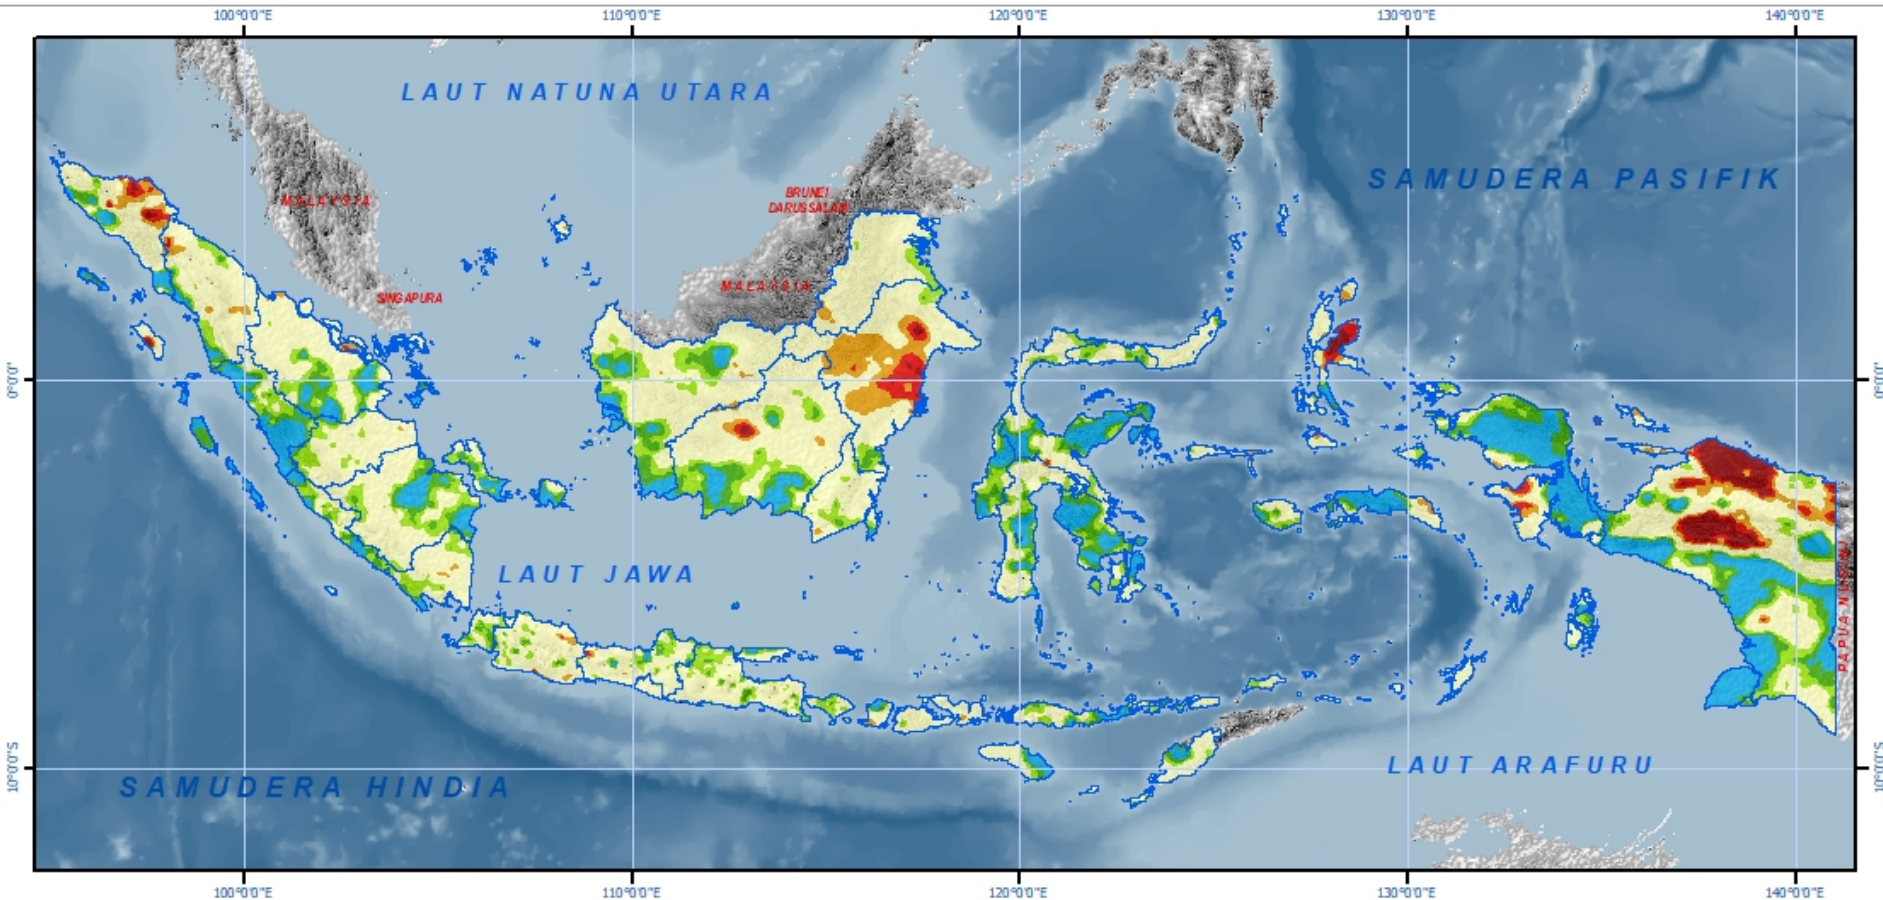 100°0'0"E 110°0'0"E 120°0'0"E 130°0'0"E 140°0'0"E
LAUT NATUNA UTARA
SAMUDERA PASIFIK
BRUNEI
DARUSSALAM
MALAYSIA
MALAYSIA
SINGAPURA
0°0'0" 0°0'0"
LAUT JAWA
PAPUA NUGINI
LAUT ARAFURU
10°0'0"S 10°0'0"S
SAMUDERA HINDIA
100°0'0"E 110°0'0"E 120°0'0"E 130°0'0"E 140°0'0"E